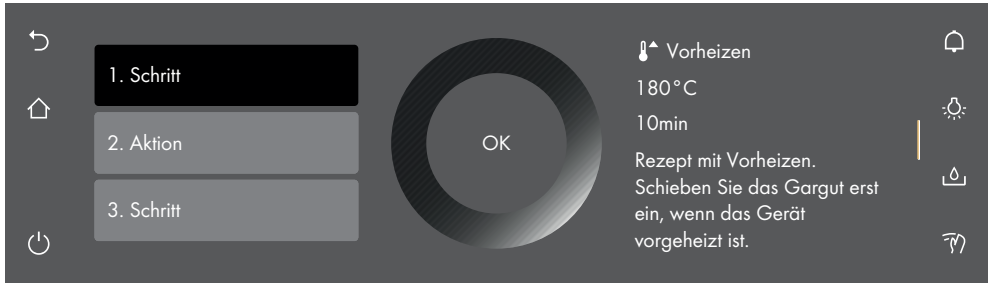 1. Schritt
2. Aktion
3. Schritt
OK
Vorheizen
180°C
10min
Rezept mit Vorheizen.
Schieben Sie das Gargut erst
ein, wenn das Gerät
vorgeheizt ist.